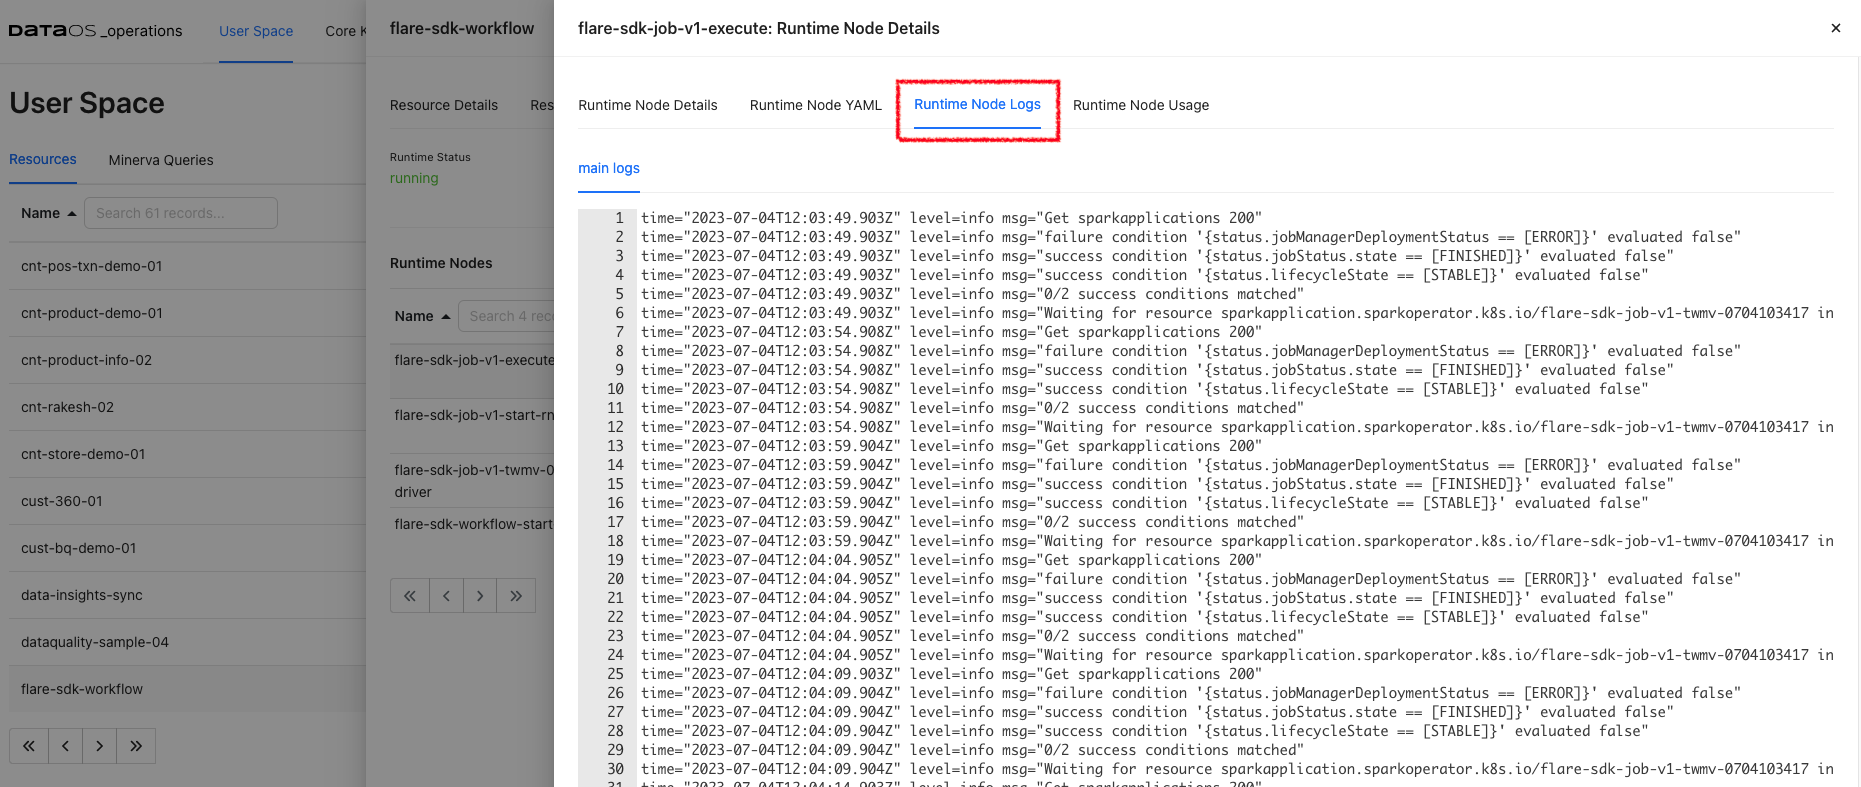 DATAOS _operations
User Space
Core K
User Space
Resources
Minerva Queries
Name
Search 61 records...
cnt-pos-txn-demo-01
cnt-product-demo-01
cnt-product-info-02
cnt-rakesh-02
cnt-store-demo-01
cust-360-01
cust-bq-demo-01
data-insights-sync
dataquality-sample-04
flare-sdk-workflow
flare-sdk-workflow
Resource Details
Res
Runtime Status
running
Runtime Nodes
Name
Search 4 reco
flare-sdk-job-v1-execute
flare-sdk-job-v1-start-rn
flare-sdk-job-v1-twmv-0
driver
flare-sdk-workflow-start
flare-sdk-job-v1-execute: Runtime Node Details
Runtime Node Details
Runtime Node YAML
Runtime Node Logs
Runtime Node Usage
main logs
1 time="2023-07-04T12:03:49.903Z" level=info msg="Get sparkapplications 200"
2 time="2023-07-04T12:03:49.903Z" level=info msg="failure condition '{status.jobManagerDeploymentStatus == [ERROR]}' evaluated false"
3 time="2023-07-04T12:03:49.903Z" level=info msg="success condition '{status.jobStatus.state == [FINISHED]}' evaluated false"
4 time="2023-07-04T12:03:49.903Z" level=info msg="success condition '{status.lifecycleState == [STABLE]}' evaluated false"
5 time="2023-07-04T12:03:49.903Z" level=info msg="0/2 success conditions matched"
6 time="2023-07-04T12:03:49.903Z" level=info msg="Waiting for resource sparkapplication.sparkoperator.k8s.io/flare-sdk-job-v1-twmv-0704103417 in
7 time="2023-07-04T12:03:54.908Z" level=info msg="Get sparkapplications 200"
8 time="2023-07-04T12:03:54.908Z" level=info msg="failure condition '{status.jobManagerDeploymentStatus == [ERROR]}' evaluated false"
9 time="2023-07-04T12:03:54.908Z" level=info msg="success condition '{status.jobStatus.state == [FINISHED]}' evaluated false"
10 time="2023-07-04T12:03:54.908Z" level=info msg="success condition '{status.lifecycleState == [STABLE]}' evaluated false"
11 time="2023-07-04T12:03:54.908Z" level=info msg="0/2 success conditions matched"
12 time="2023-07-04T12:03:54.908Z" level=info msg="Waiting for resource sparkapplication.sparkoperator.k8s.io/flare-sdk-job-v1-twmv-0704103417 in
13 time="2023-07-04T12:03:59.904Z" level=info msg="Get sparkapplications 200"
14 time="2023-07-04T12:03:59.904Z" level=info msg="failure condition '{status.jobManagerDeploymentStatus == [ERROR]}' evaluated false"
15 time="2023-07-04T12:03:59.904Z" level=info msg="success condition '{status.jobStatus.state == [FINISHED]}' evaluated false"
16 time="2023-07-04T12:03:59.904Z" level=info msg="success condition '{status.lifecycleState == [STABLE]}' evaluated false"
17 time="2023-07-04T12:03:59.904Z" level=info msg="0/2 success conditions matched"
18 time="2023-07-04T12:03:59.904Z" level=info msg="Waiting for resource sparkapplication.sparkoperator.k8s.io/flare-sdk-job-v1-twmv-0704103417 in
19 time="2023-07-04T12:04:04.905Z" level=info msg="Get sparkapplications 200"
20 time="2023-07-04T12:04:04.905Z" level=info msg="failure condition '{status.jobManagerDeploymentStatus == [ERROR]}' evaluated false"
21 time="2023-07-04T12:04:04.905Z" level=info msg="success condition '{status.jobStatus.state == [FINISHED]}' evaluated false"
22 time="2023-07-04T12:04:04.905Z" level=info msg="success condition '{status.lifecycleState == [STABLE]}' evaluated false"
23 time="2023-07-04T12:04:04.905Z" level=info msg="0/2 success conditions matched"
24 time="2023-07-04T12:04:04.905Z" level=info msg="Waiting for resource sparkapplication.sparkoperator.k8s.io/flare-sdk-job-v1-twmv-0704103417 in
25 time="2023-07-04T12:04:09.903Z" level=info msg="Get sparkapplications 200"
26 time="2023-07-04T12:04:09.904Z" level=info msg="failure condition '{status.jobManagerDeploymentStatus == [ERROR]}' evaluated false"
27 time="2023-07-04T12:04:09.904Z" level=info msg="success condition '{status.jobStatus.state == [FINISHED]}' evaluated false"
28 time="2023-07-04T12:04:09.904Z" level=info msg="success condition '{status.lifecycleState == [STABLE]}' evaluated false"
29 time="2023-07-04T12:04:09.904Z" level=info msg="0/2 success conditions matched"
30 time="2023-07-04T12:04:09.904Z" level=info msg="Waiting for resource sparkapplication.sparkoperator.k8s.io/flare-sdk-job-v1-twmv-0704103417 in
31 time="2023-07-04T12:04:14.903Z" level=info msg="Get sparkapplications 200"